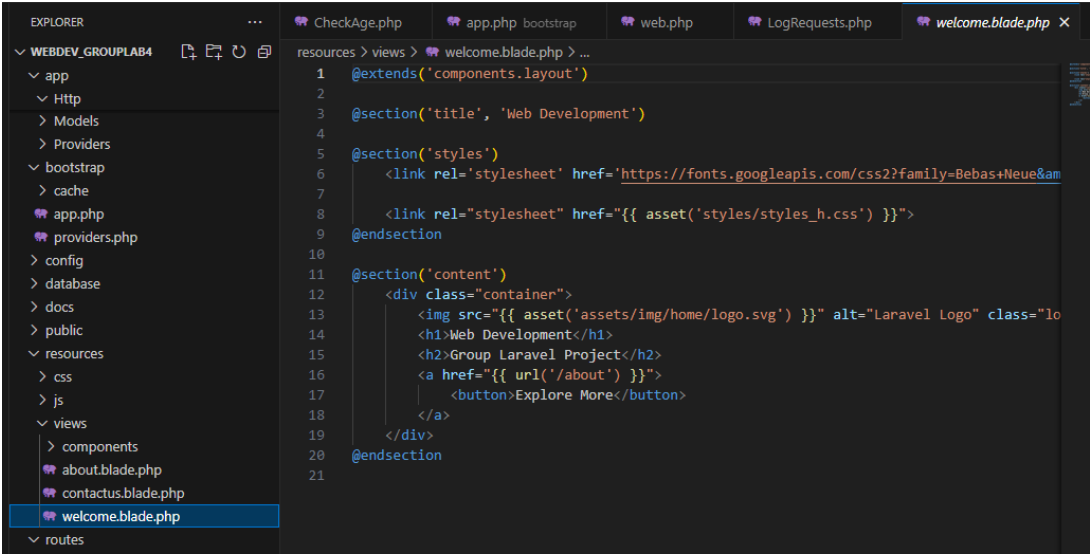 EXPLORER ...
WEBDEV_GROUPLAB4
app
Http
Models
Providers
bootstrap
cache
app.php
providers.php
config
database
docs
public
resources
css
js
views
components
about.blade.php
contactus.blade.php
welcome.blade.php
routes
CheckAge.php app.php bootstrap web.php LogRequests.php welcome.blade.php
resources > views > welcome.blade.php > ...
1 @extends('components.layout')
2
3 @section('title', 'Web Development')
4
5 @section('styles')
6 <link rel='stylesheet' href='https://fonts.googleapis.com/css2?family=Bebas+Neue&am
7
8 <link rel="stylesheet" href="{{ asset('styles/styles_h.css') }}">
9 @endsection
10
11 @section('content')
12 <div class="container">
13 <img src="{{ asset('assets/img/home/logo.svg') }}" alt="Laravel Logo" class="lo
14 <h1>Web Development</h1>
15 <h2>Group Laravel Project</h2>
16 <a href="{{ url('/about') }}">
17 <button>Explore More</button>
18 </a>
19 </div>
20 @endsection
21